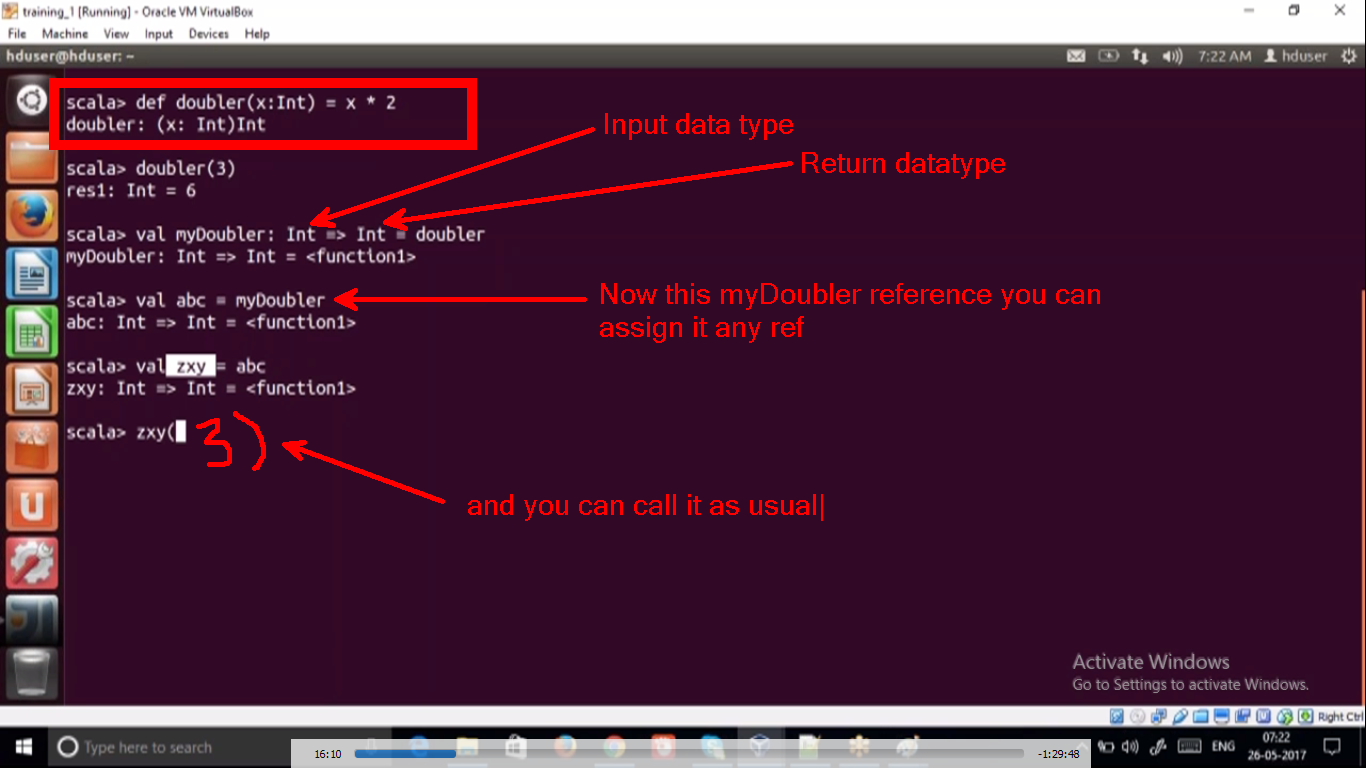 training_1 [Running] - Oracle VM VirtualBox
File Machine View Input Devices Help
hduser@hduser: ~ 7:22 AM hduser
scala> def doubler(x:Int) = x * 2
doubler: (x: Int)Int
Input data type
Return datatype
scala> doubler(3)
res1: Int = 6
scala> val myDoubler: Int => Int = doubler
myDoubler: Int => Int = <function1>
scala> val abc = myDoubler
abc: Int => Int = <function1>
Now this myDoubler reference you can
assign it any ref
scala> val zxy = abc
zxy: Int => Int = <function1>
scala> zxy( 3)
and you can call it as usual|
Activate Windows
Go to Settings to activate Windows.
Right Ctrl
Type here to search
16:10 -1:29:48
ENG
07:22
26-05-2017